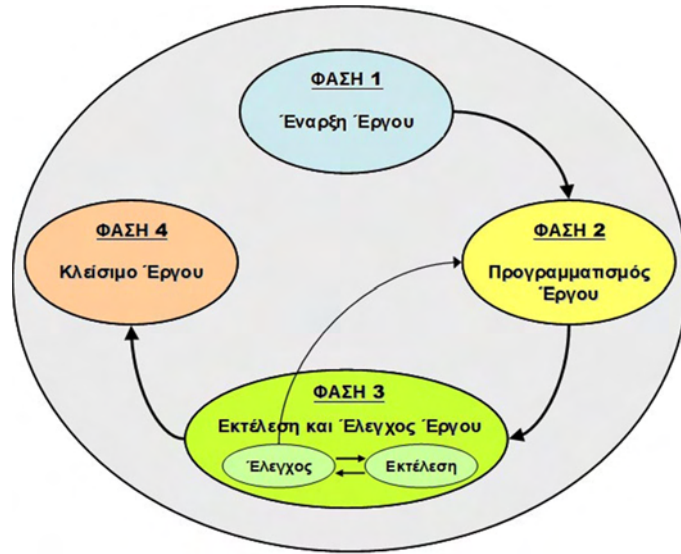 ΦΑΣΗ 1
Έναρξη Έργου
ΦΑΣΗ 2
Προγραμματισμός
Έργου
ΦΑΣΗ 3
Εκτέλεση και Έλεγχος Έργου
Έλεγχος
Εκτέλεση
ΦΑΣΗ 4
Κλείσιμο Έργου